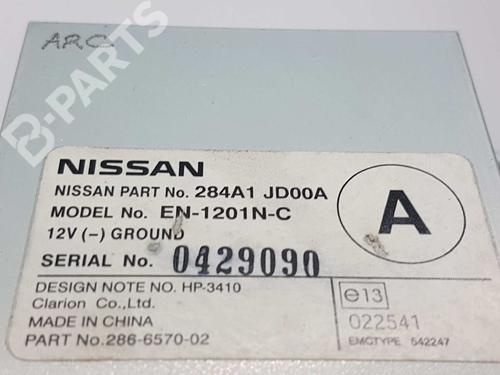 ARC
B-PARTS
NISSAN
NISSAN PART No. 284A1 JD00A
MODEL No. EN-1201N-C
12V (-) GROUND
SERIAL No. 0429090
A
DESIGN NOTE NO. HP-3410
Clarion Co.,Ltd.
MADE IN CHINA
PART No.286-6570-02
e13
022541
EMCTYPE 542247